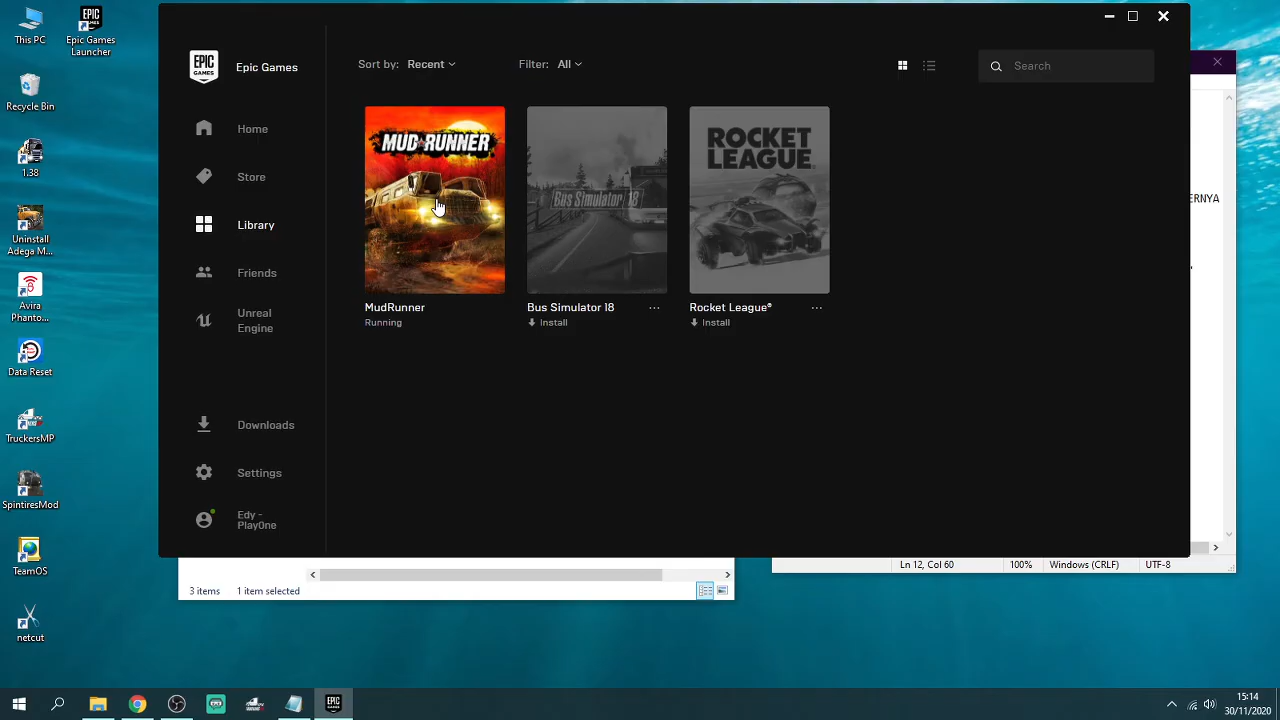 This PC
Epic Games
Launcher
Recycle Bin
1.38
Uninstall
Adega M...
Avira
Phanto...
Data Reset
TruckersMP
SpintiresMod
TeamOS
netcut
EPIC
GAMES
Epic Games
Home
Store
Library
Friends
Unreal
Engine
Downloads
Settings
Edy -
PlayOne
Sort by: Recent
Filter: All
Search
MUDRUNNER
MudRunner
Running
Bus Simulator 18
Bus Simulator 18
...
Install
ROCKET
LEAGUE
Rocket League®
...
Install
ERNYA
3 items 1 item selected
Ln 12, Col 60 100% Windows (CRLF) UTF-8
EPIC
GAMES
15:14
30/11/2020